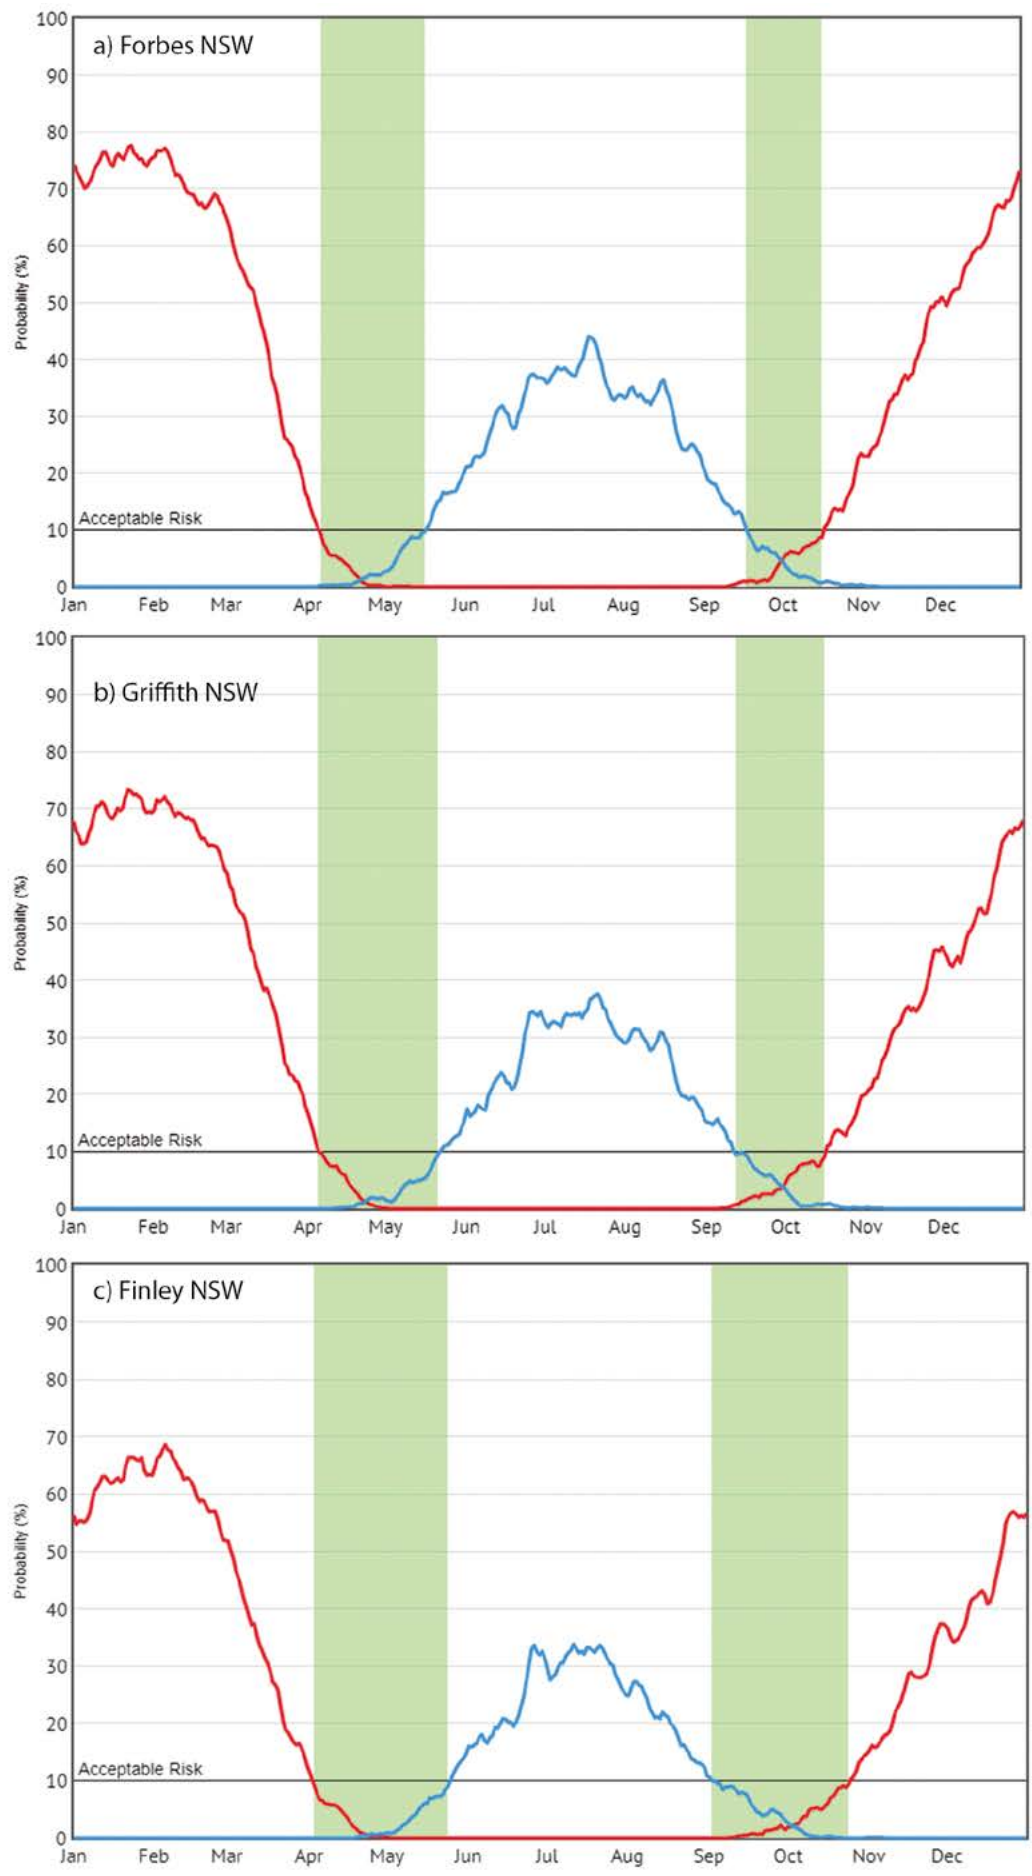 100
a) Forbes NSW
90
80
70
60
50
40
30
20
Acceptable Risk
10
0
Probability (%)
Jan Feb Mar Apr May Jun Jul Aug Sep Oct Nov Dec
100
b) Griffith NSW
90
80
70
60
50
40
30
20
Acceptable Risk
10
0
Probability (%)
Jan Feb Mar Apr May Jun Jul Aug Sep Oct Nov Dec
100
c) Finley NSW
90
80
70
60
50
40
30
20
Acceptable Risk
10
0
Probability (%)
Jan Feb Mar Apr May Jun Jul Aug Sep Oct Nov Dec